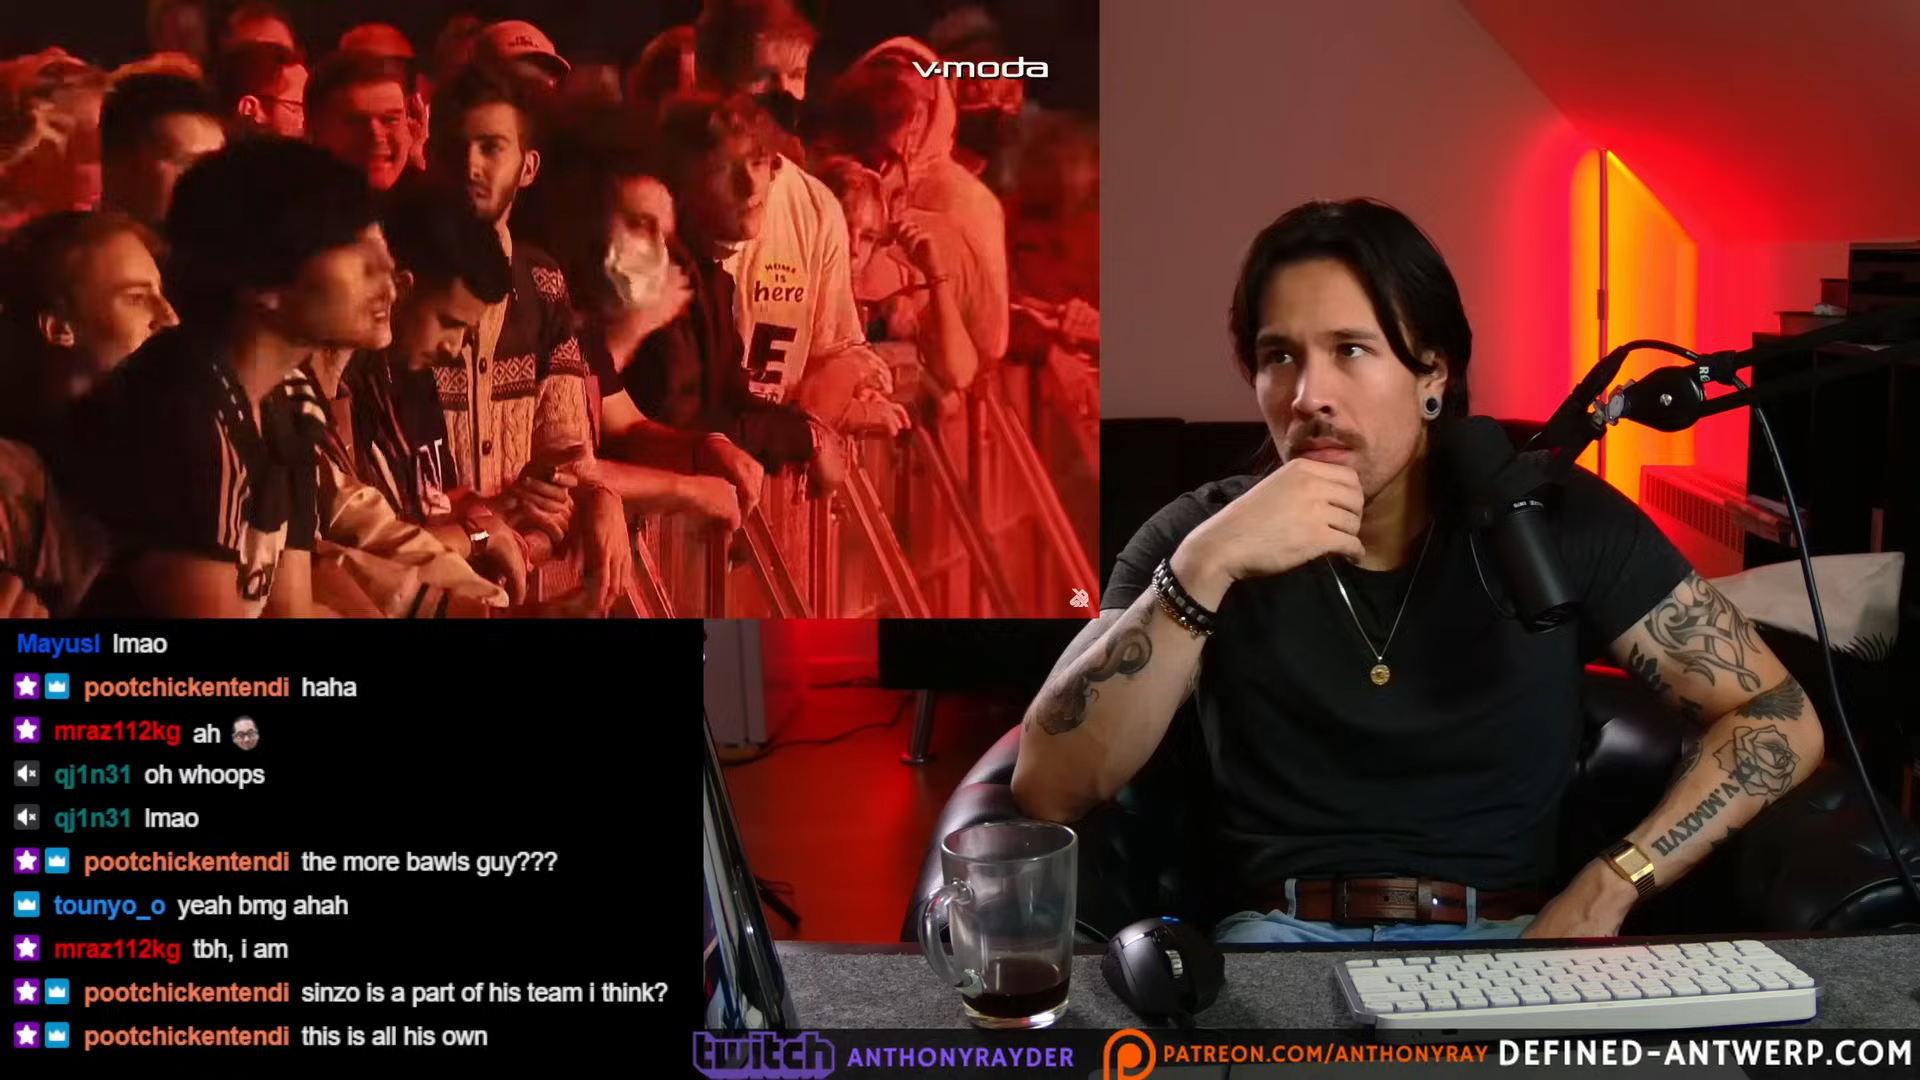 v-moda
HOME
IS
here
E
Mayusl lmao
pootchickentendi haha
mraz112kg ah
qj1n31 oh whoops
qj1n31 lmao
pootchickentendi the more bawls guy???
tounyo_o yeah bmg ahah
mraz112kg tbh, i am
pootchickentendi sinzo is a part of his team i think?
pootchickentendi this is all his own
twitch ANTHONYRAYDER
PATREON.COM/ANTHONYRAY
DEFINED-ANTWERP.COM